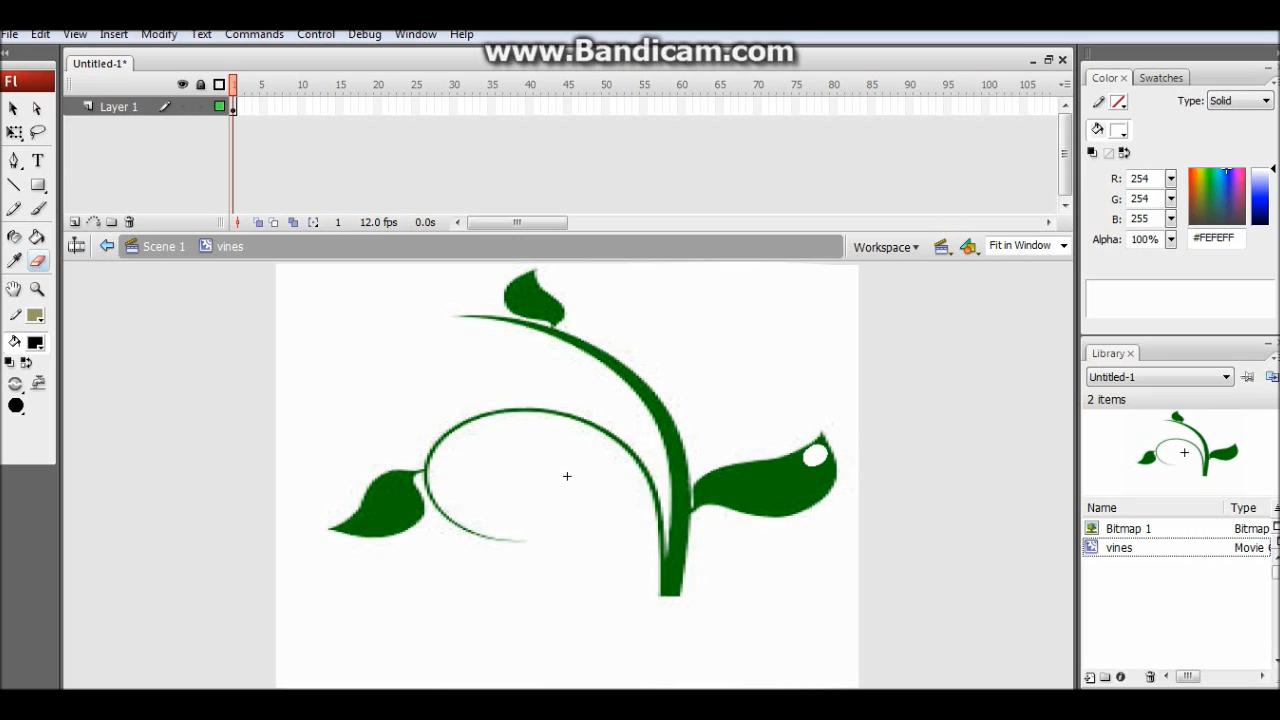 File Edit View Insert Modify Text Commands Control Debug Window Help
www.Bandicam.com
Untitled-1*
Fl
5 10 15 20 25 30 35 40 45 50 55 60 65 70 75 80 85 90 95 100 105
Layer 1
1 12.0 fps 0.0s
Scene 1 vines Workspace Fit in Window
Color Swatches
Type: Solid
R: 254
G: 254
B: 255
Alpha: 100% #FEFEFF
Library
Untitled-1
2 items
Name Type
Bitmap 1 Bitmap
vines Movie